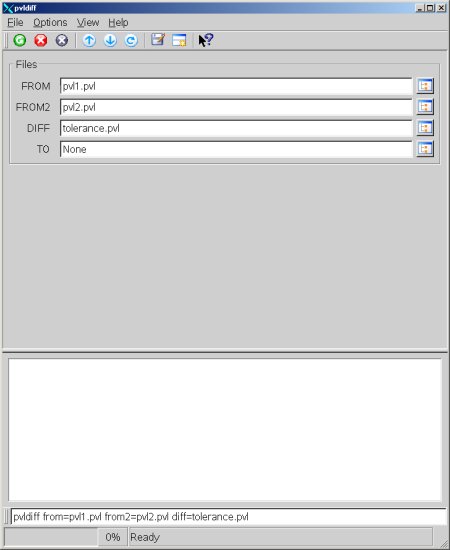 pvldiff
File Options View Help
Files
FROM pvl1.pvl
FROM2 pvl2.pvl
DIFF tolerance.pvl
TO None
pvldiff from=pvl1.pvl from2=pvl2.pvl diff=tolerance.pvl
0% Ready